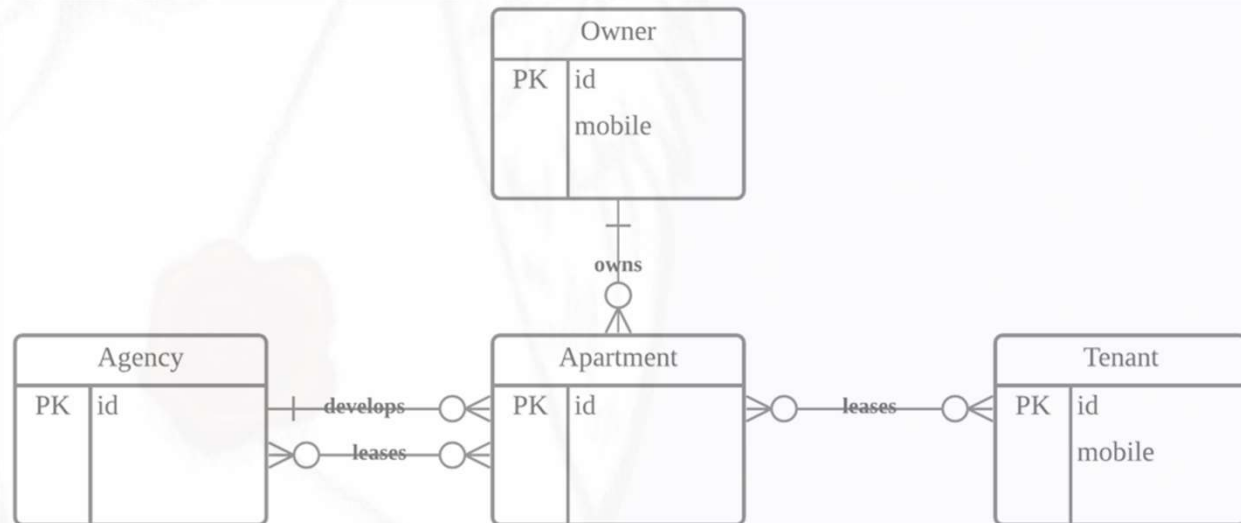 Owner
PK id
mobile
owns
Agency
PK id
develops
leases
Apartment
PK id
leases
Tenant
PK id
mobile